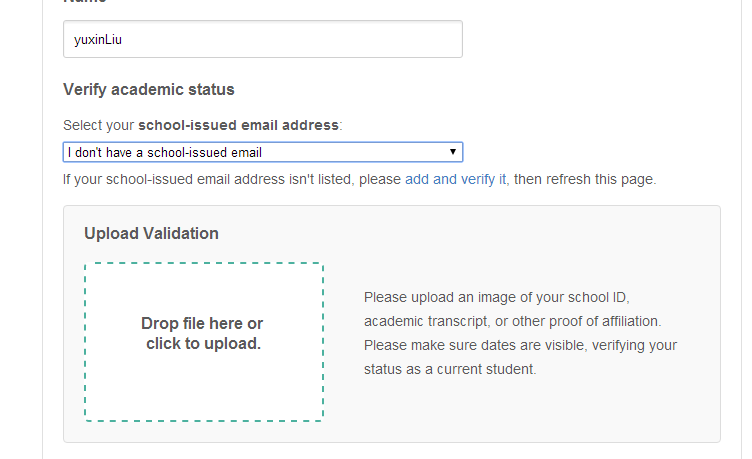 Name
yuxinLiu
Verify academic status
Select your school-issued email address:
I don't have a school-issued email
If your school-issued email address isn't listed, please add and verify it, then refresh this page.
Upload Validation
Drop file here or
click to upload.
Please upload an image of your school ID,
academic transcript, or other proof of affiliation.
Please make sure dates are visible, verifying your
status as a current student.